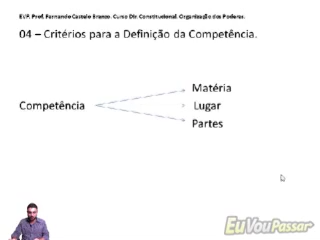 EVP. Prof. Fernando Castelo Branco. Curso Dir. Constitucional. Organização dos Poderes.
04 – Critérios para a Definição da Competência.
Matéria
Competência
Lugar
Partes
EuVouPassar